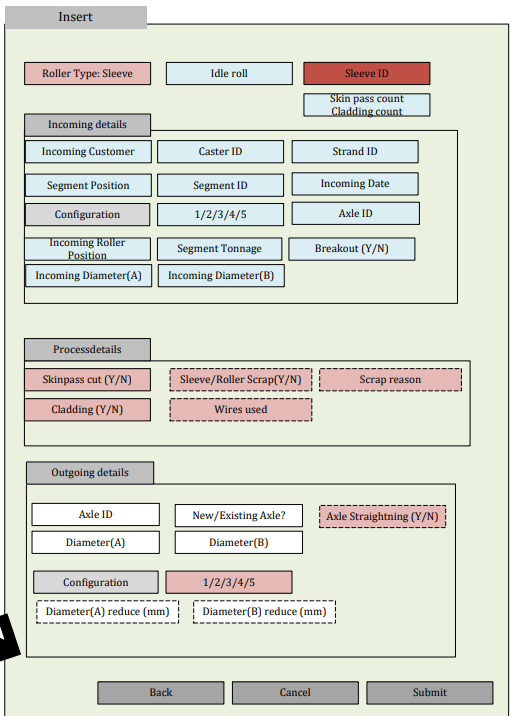 Insert
Roller Type: Sleeve
Idle roll
Sleeve ID
Skin pass count
Cladding count
Incoming details
Incoming Customer
Caster ID
Strand ID
Segment Position
Segment ID
Incoming Date
Configuration
1/2/3/4/5
Axle ID
Incoming Roller
Position
Segment Tonnage
Breakout (Y/N)
Incoming Diameter(A)
Incoming Diameter(B)
Processdetails
Skinpass cut (Y/N)
Sleeve/Roller Scrap(Y/N)
Scrap reason
Cladding (Y/N)
Wires used
Outgoing details
Axle ID
New/Existing Axle?
Axle Straightning (Y/N)
Diameter(A)
Diameter(B)
Configuration
1/2/3/4/5
Diameter(A) reduce (mm)
Diameter(B) reduce (mm)
Back
Cancel
Submit